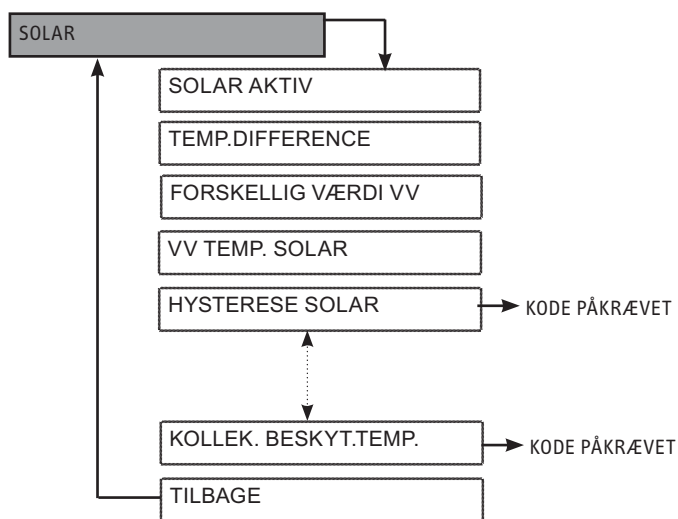 SOLAR
SOLAR AKTIV
TEMP.DIFFERENCE
FORSKELLIG VÆRDI VV
VV TEMP. SOLAR
HYSTERESE SOLAR
KODE PÅKRÆVET
KOLLEK. BESKYT.TEMP.
KODE PÅKRÆVET
TILBAGE